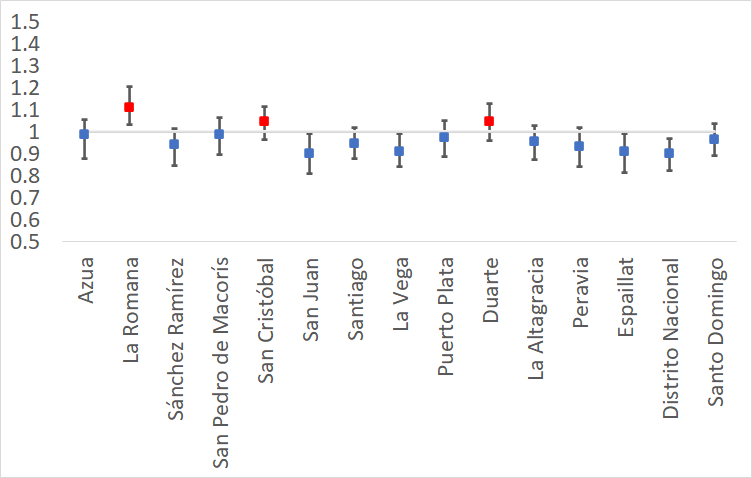 1.5
1.4
1.3
1.2
1.1
1
0.9
0.8
0.7
0.6
0.5
Azua
La Romana
Sánchez Ramírez
San Pedro de Macorís
San Cristóbal
San Juan
Santiago
La Vega
Puerto Plata
Duarte
La Altagracia
Peravia
Espaillat
Distrito Nacional
Santo Domingo